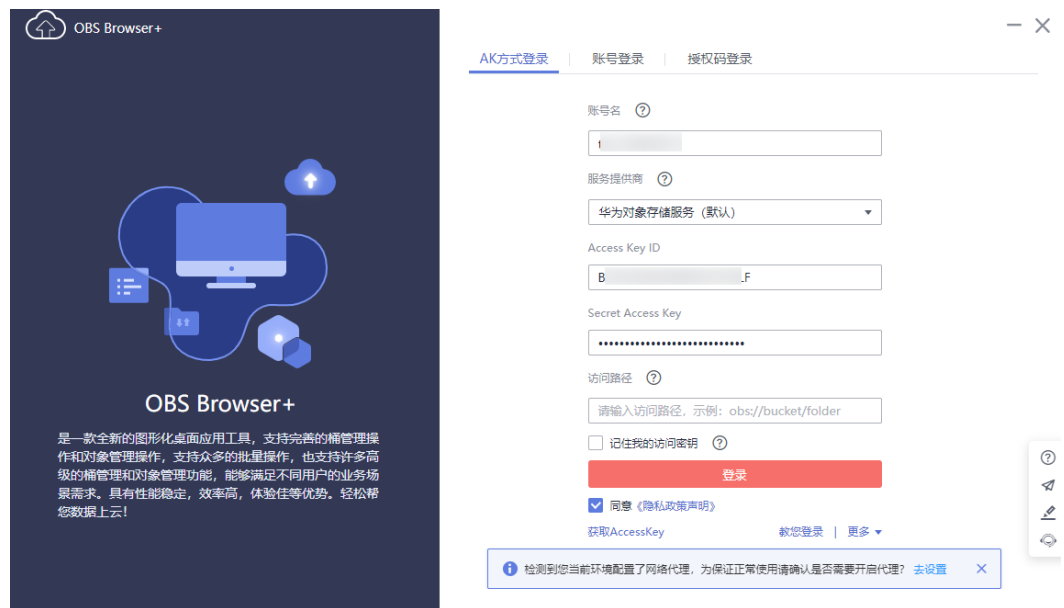 OBS Browser+
AK方式登录 账号登录 授权码登录
账号名
服务提供商
华为对象存储服务（默认）
Access Key ID
B
F
Secret Access Key
访问路径
请输入访问路径，示例：obs://bucket/folder
记住我的访问密钥
登录
同意《隐私政策声明》
获取AccessKey 教您登录 | 更多
检测到您当前环境配置了网络代理，为保证正常使用请确认是否需要开启代理？ 去设置
OBS Browser+
是一款全新的图形化桌面应用工具，支持完善的桶管理操
作和对象管理操作，支持众多的批量操作，也支持许多高
级的桶管理和对象管理功能，能够满足不同用户的业务场
景需求。具有性能稳定，效率高，体验佳等优势。轻松帮
您数据上云！